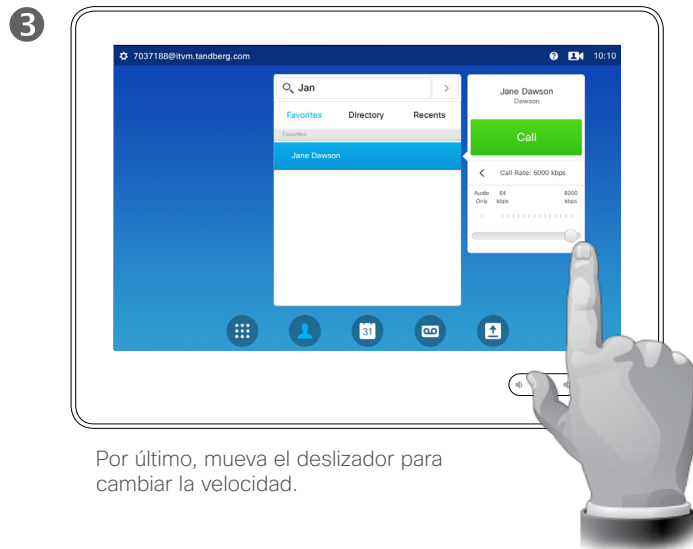 3
7037188@itvm.tandberg.com
10:10
Jan
Favorites Directory Recents
Favorites
Jane Dawson
Jane Dawson
Dawson
Call
Call Rate: 6000 kbps
Audio 64 6000
Only kbps kbps
31
Por último, mueva el deslizador para
cambiar la velocidad.